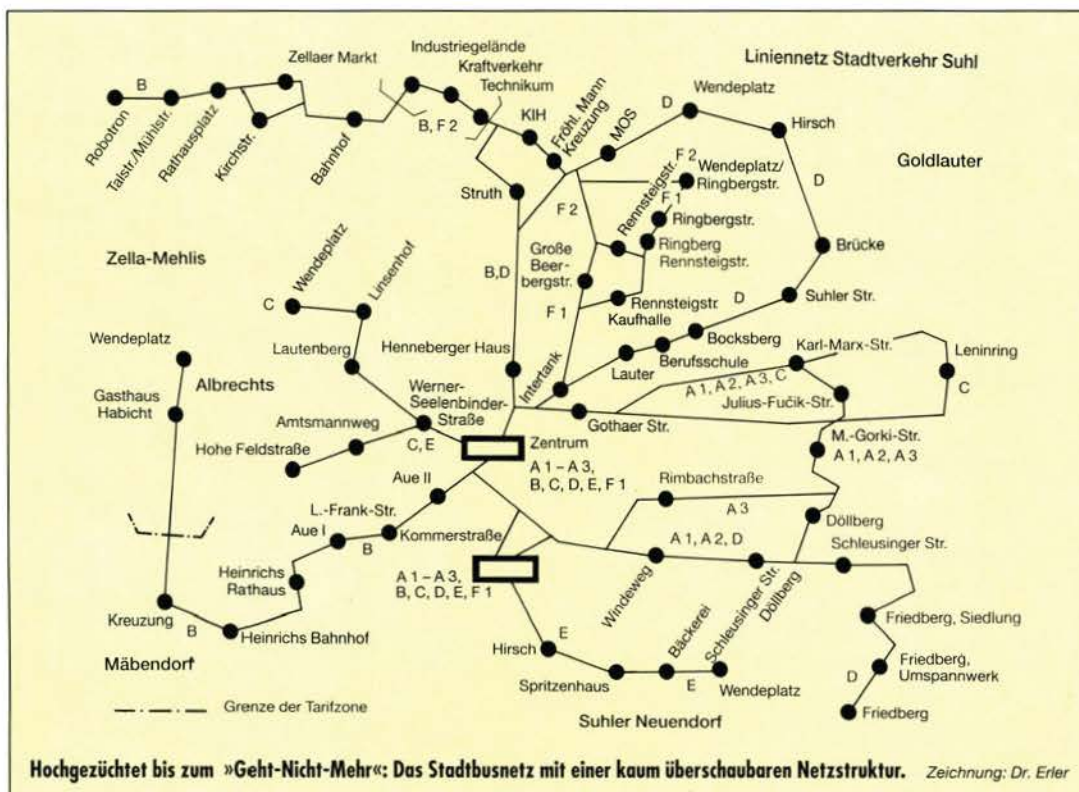 Liniennetz Stadtverkehr Suhl
Zellaer Markt
Industriegelände
Kraftverkehr
Technikum
B
Robotron
Talstr./Mühlstr.
Rathausplatz
Kirchstr.
Bahnhof
B, F 2
KIH
Fröhl. Mann
Kreuzung
MOS
D
Wendeplatz
Hirsch
Goldlauter
Struth
F 2
Rennsteigstr.
F 2
Wendeplatz/
Ringbergstr.
F 1
Ringbergstr.
Ringberg
Rennsteigstr.
D
Brücke
Zella-Mehlis
Wendeplatz
Linsenhof
C
B,D
Große
Beer-
bergstr.
F 1
Rennsteigstr.
Kaufhalle
D
Suhler Str.
Wendeplatz
Lautenberg
Henneberger Haus
Intertank
Lauter
Berufsschule
Bocksberg
Karl-Marx-Str.
Leninring
C
Albrechts
Gasthaus
Habicht
Werner-
Seelenbinder-
Straße
A 1, A 2, A 3, C
Julius-Fučik-Str.
Amtsmannweg
Hohe Feldstraße
C, E
Gothaer Str.
Zentrum
A 1 – A 3,
B, C, D, E, F 1
M.-Gorki-Str.
A 1, A 2, A 3
Aue II
Rimbachstraße
A 3
L.-Frank-Str.
Aue I
B
Kommerstraße
Döllberg
A 1, A 2, D
Schleusinger Str.
A 1 – A 3,
B, C, D, E, F 1
Heinrichs
Rathaus
Windeweg
Schleusinger Str.
Döllberg
Kreuzung
B
Heinrichs Bahnhof
Friedberg, Siedlung
Mäbendorf
Hirsch
E
Bäckerei
Spritzenhaus
E
Wendeplatz
D
Friedberg,
Umspannwerk
Friedberg
Grenze der Tarifzone
Suhler Neuendorf
Hochgezüchtet bis zum »Geht-Nicht-Mehr«: Das Stadtbusnetz mit einer kaum überschaubaren Netzstruktur. Zeichnung: Dr. Erler